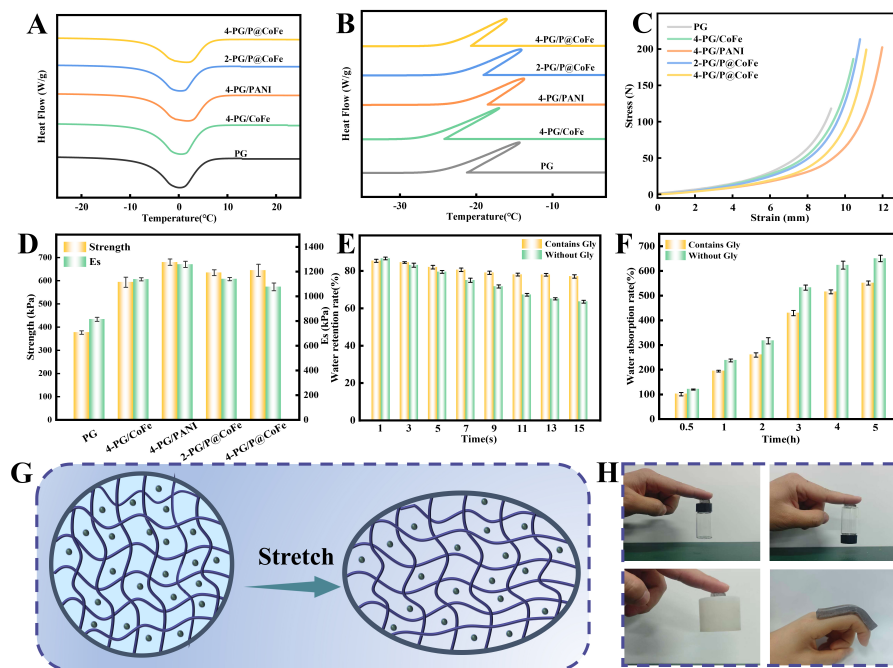 A
4-PG/P@CoFe
2-PG/P@CoFe
4-PG/PANI
4-PG/CoFe
PG
Heat Flow (W/g)
-20 -10 0 10 20
Temperature(°C)
B
4-PG/P@CoFe
2-PG/P@CoFe
4-PG/PANI
4-PG/CoFe
PG
Heat Flow (W/g)
-30 -20 -10
Temperature(°C)
C
PG
4-PG/CoFe
4-PG/PANI
2-PG/P@CoFe
4-PG/P@CoFe
Stress (N)
200
150
100
50
0
0 2 4 6 8 10 12
Strain (mm)
D
Strength
Es
Strength (kPa)
700
600
500
400
300
200
100
0
1400
1200
1000
800
600
400
200
0
Es (kPa)
PG 4-PG/CoFe 4-PG/PANI 2-PG/P@CoFe 4-PG/P@CoFe
E
Contains Gly
Without Gly
Water retention rate(%)
80
60
40
20
0
1 3 5 7 9 11 13 15
Time(s)
F
Contains Gly
Without Gly
Water absorption rate(%)
700
600
500
400
300
200
100
0
0.5 1 2 3 4 5
Time(h)
G
Stretch
H